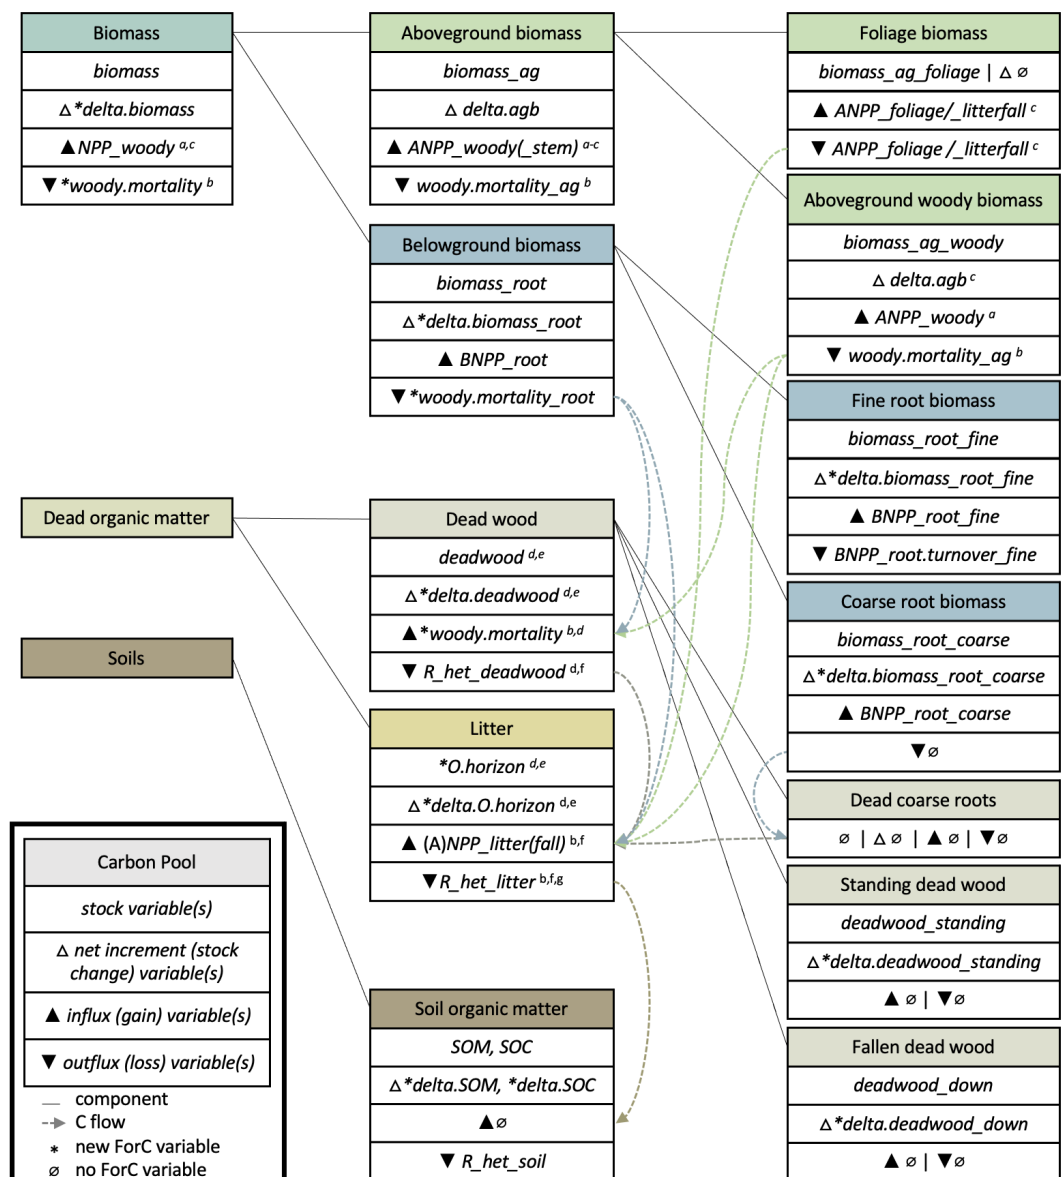 Biomass
biomass
△ *delta.biomass
▲ NPP_woody a,c
▼ *woody.mortality b
Aboveground biomass
biomass_ag
△ delta.agb
▲ ANPP_woody(_stem) a-c
▼ woody.mortality_ag b
Belowground biomass
biomass_root
△ *delta.biomass_root
▲ BNPP_root
▼ *woody.mortality_root
Foliage biomass
biomass_ag_foliage | △ ∅
▲ ANPP_foliage/_litterfall c
▼ ANPP_foliage /_litterfall c
Aboveground woody biomass
biomass_ag_woody
△ delta.agb c
▲ ANPP_woody a
▼ woody.mortality_ag b
Fine root biomass
biomass_root_fine
△ *delta.biomass_root_fine
▲ BNPP_root_fine
▼ BNPP_root.turnover_fine
Coarse root biomass
biomass_root_coarse
△ *delta.biomass_root_coarse
▲ BNPP_root_coarse
▼ ∅
Dead organic matter
Dead wood
deadwood d,e
△ *delta.deadwood d,e
▲ *woody.mortality b,d
▼ R_het_deadwood d,f
Litter
*O.horizon d,e
△ *delta.O.horizon d,e
▲ (A)NPP_litter(fall) b,f
▼ R_het_litter b,f,g
Dead coarse roots
∅ | △ ∅ | ▲ ∅ | ▼ ∅
Standing dead wood
deadwood_standing
△ *delta.deadwood_standing
▲ ∅ | ▼ ∅
Fallen dead wood
deadwood_down
△ *delta.deadwood_down
▲ ∅ | ▼ ∅
Soils
Soil organic matter
SOM, SOC
△ *delta.SOM, *delta.SOC
▲ ∅
▼ R_het_soil
Carbon Pool
stock variable(s)
△ net increment (stock
change) variable(s)
▲ influx (gain) variable(s)
▼ outflux (loss) variable(s)
component
C flow
* new ForC variable
∅ no ForC variable